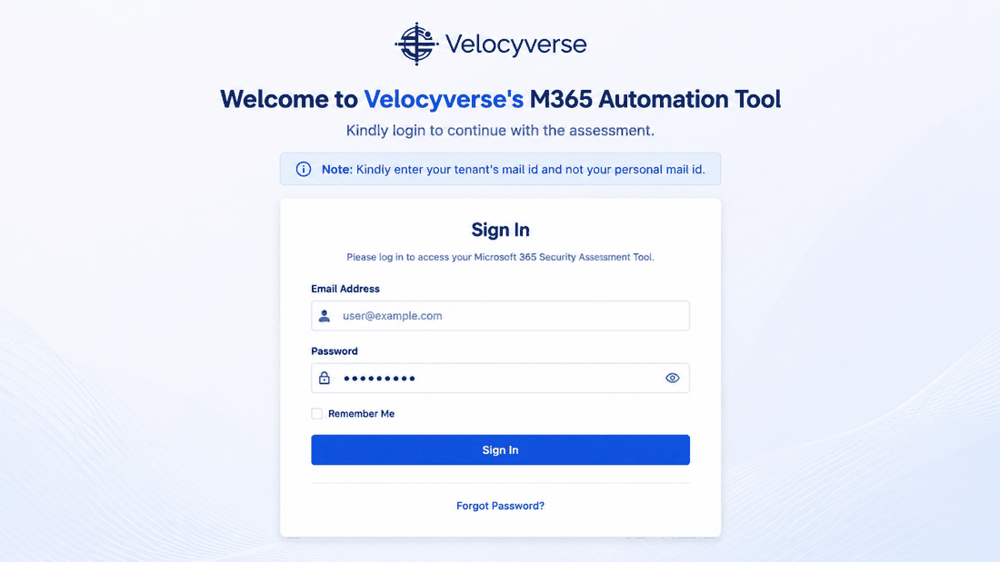 Velocyverse
Welcome to Velocyverse's M365 Automation Tool
Kindly login to continue with the assessment.
Note: Kindly enter your tenant's mail id and not your personal mail id.
Sign In
Please log in to access your Microsoft 365 Security Assessment Tool.
Email Address
user@example.com
Password
Remember Me
Sign In
Forgot Password?